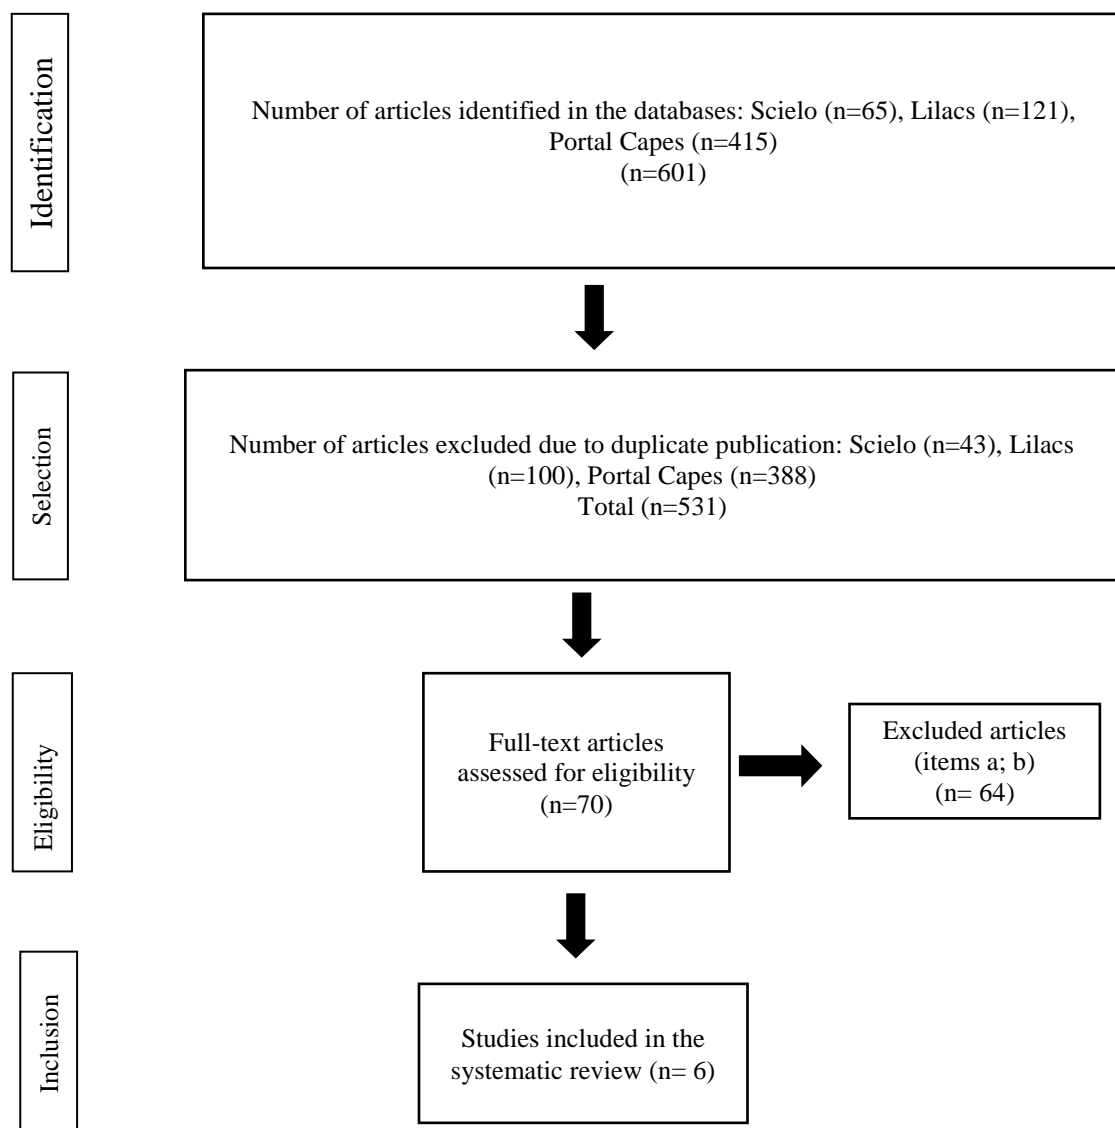 Identification
Number of articles identified in the databases: Scielo (n=65), Lilacs (n=121),
Portal Capes (n=415)
(n=601)
Selection
Number of articles excluded due to duplicate publication: Scielo (n=43), Lilacs
(n=100), Portal Capes (n=388)
Total (n=531)
Eligibility
Full-text articles
assessed for eligibility
(n=70)
Excluded articles
(items a; b)
(n= 64)
Inclusion
Studies included in the
systematic review (n= 6)